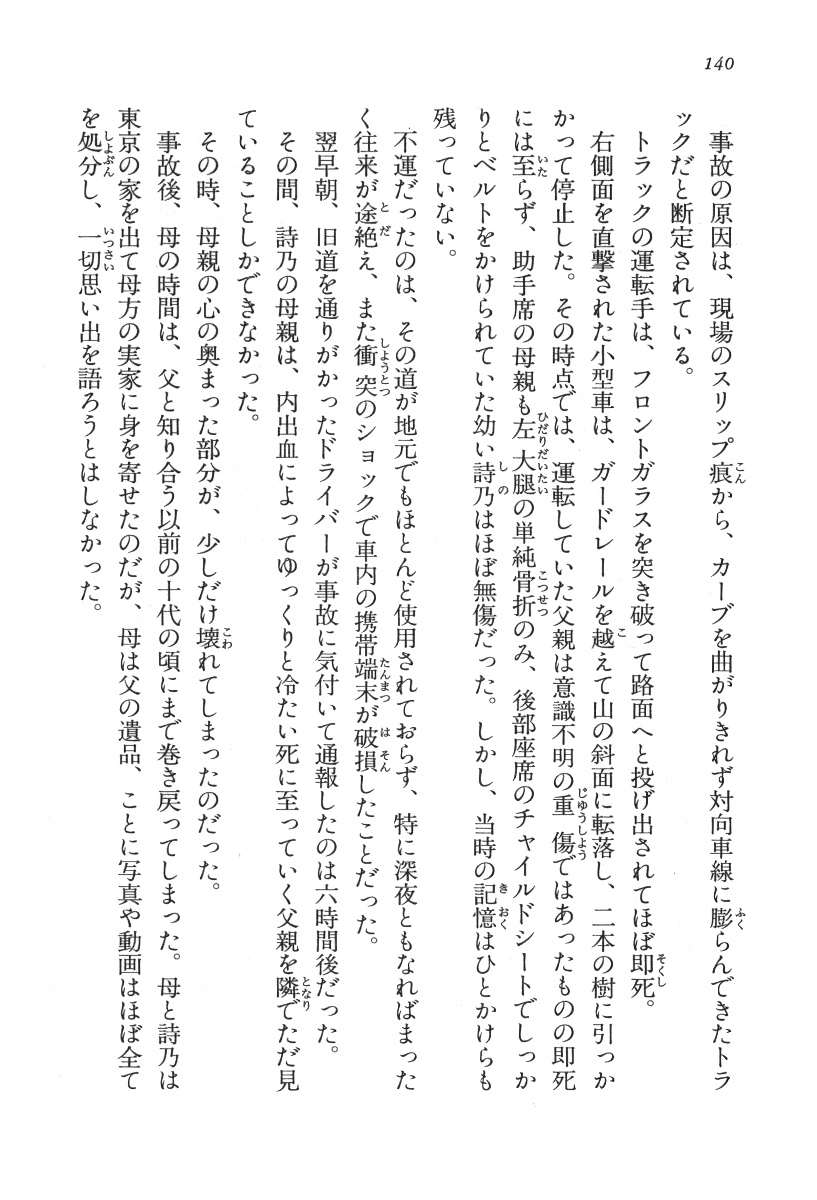 140
事故の原因は、現場のスリップ痕から、カーブを曲がりきれず対向車線に膨らんできたトラ
ックだと断定されている。
トラックの運転手は、フロントガラスを突き破って路面へと投げ出されてほぼ即死。
右側面を直撃された小型車は、ガードレールを越えて山の斜面に転落し、二本の樹に引っか
かって停止した。その時点では、運転していた父親は意識不明の重傷ではあったものの即死
には至らず、助手席の母親も左大腿の単純骨折のみ、後部座席のチャイルドシートでしっか
りとベルトをかけられていた幼い詩乃はほぼ無傷だった。しかし、当時の記憶はひとかけらも
残っていない。
不運だったのは、その道が地元でもほとんど使用されておらず、特に深夜ともなればまった
く往来が途絶え、また衝突のショックで車内の携帯端末が破損したことだった。
翌早朝、旧道を通りがかったドライバーが事故に気付いて通報したのは六時間後だった。
その間、詩乃の母親は、内出血によってゆっくりと冷たい死に至っていく父親を隣でただ見
ていることしかできなかった。
その時、母親の心の奥まった部分が、少しだけ壊れてしまったのだった。
事故後、母の時間は、父と知り合う以前の十代の頃にまで巻き戻ってしまった。母と詩乃は
東京の家を出て母方の実家に身を寄せたのだが、母は父の遺品、ことに写真や動画はほぼ全て
を処分し、一切思い出を語ろうとはしなかった。